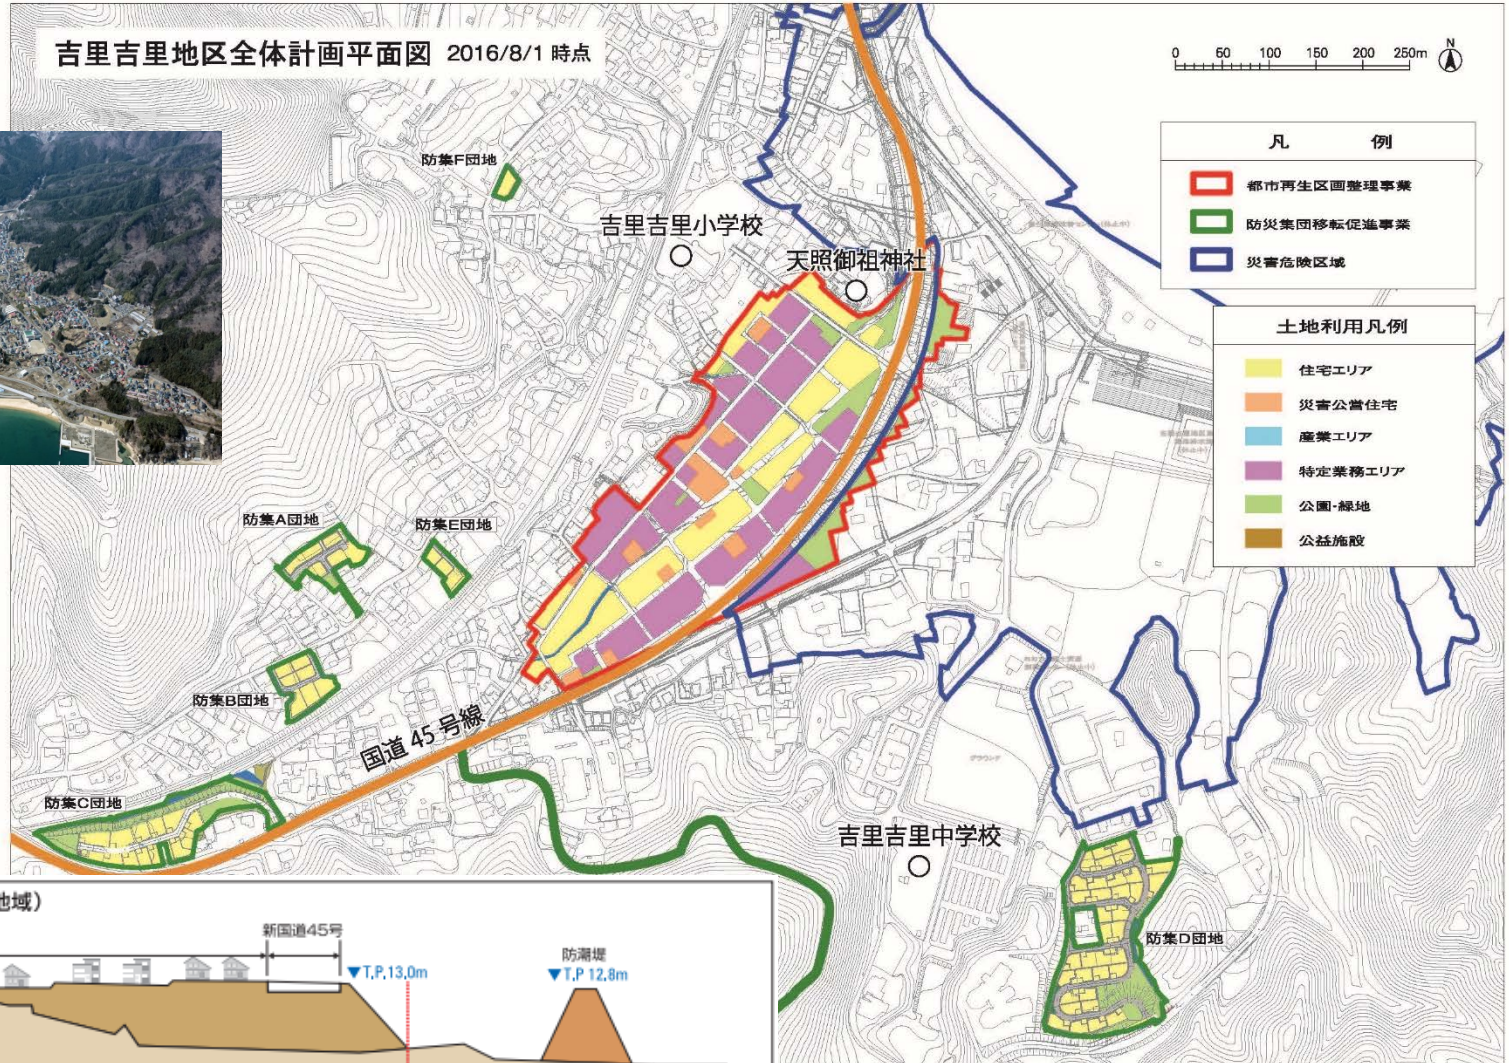 吉里吉里地区全体計画平面図 2016/8/1 時点
0 50 100 150 200 250m
N
凡 例
都市再生区画整理事業
防災集団移転促進事業
災害危険区域
土地利用凡例
住宅エリア
災害公営住宅
産業エリア
特定業務エリア
公園・緑地
公益施設
防集F団地
吉里吉里小学校
天照御祖神社
防集A団地
防集E団地
防集B団地
国道45号線
防集C団地
グラウンド
吉里吉里中学校
防集D団地
地域)
新国道45号
▼T.P.13.0m
防潮堤
▼T.P 12.8m